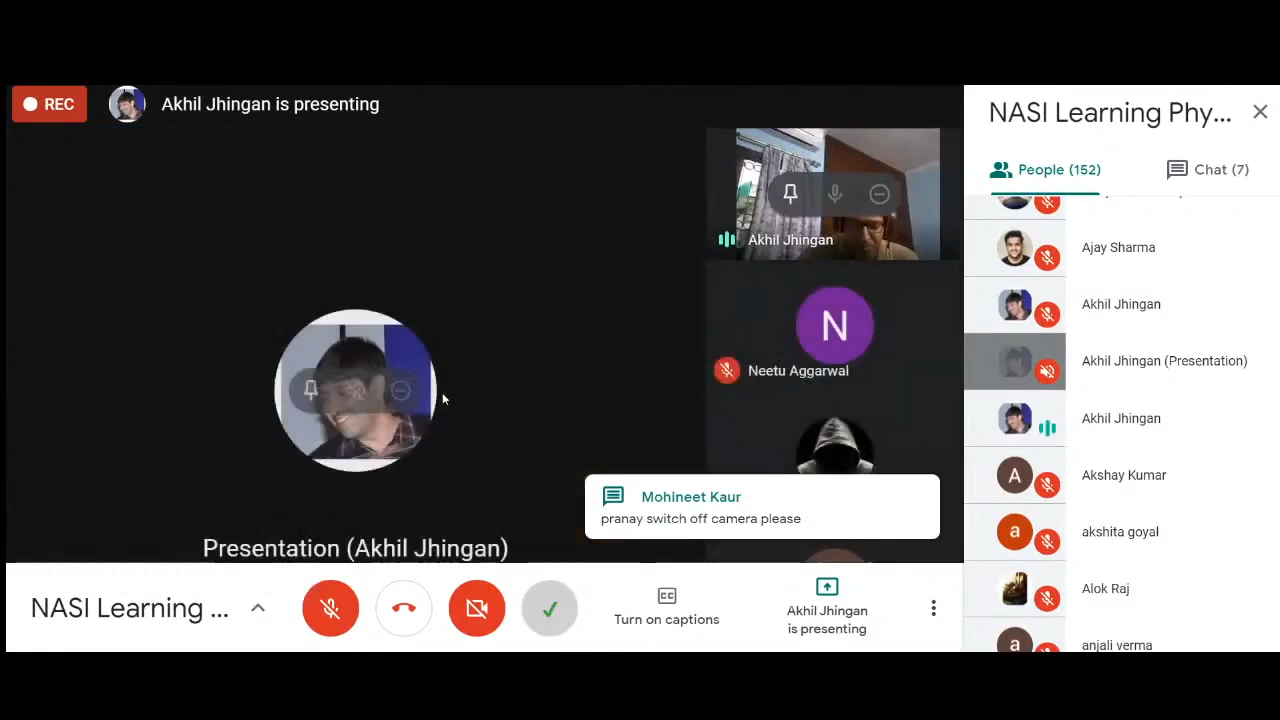 REC
Akhil Jhingan is presenting
Akhil Jhingan
N
Neetu Aggarwal
Mohineet Kaur
pranay switch off camera please
Presentation (Akhil Jhingan)
NASI Learning ...
Turn on captions
Akhil Jhingan
is presenting
NASI Learning Phy...
People (152)
Chat (7)
Ajay Sharma
Akhil Jhingan
Akhil Jhingan (Presentation)
Akhil Jhingan
A
Akshay Kumar
a
akshita goyal
Alok Raj
a
anjali verma